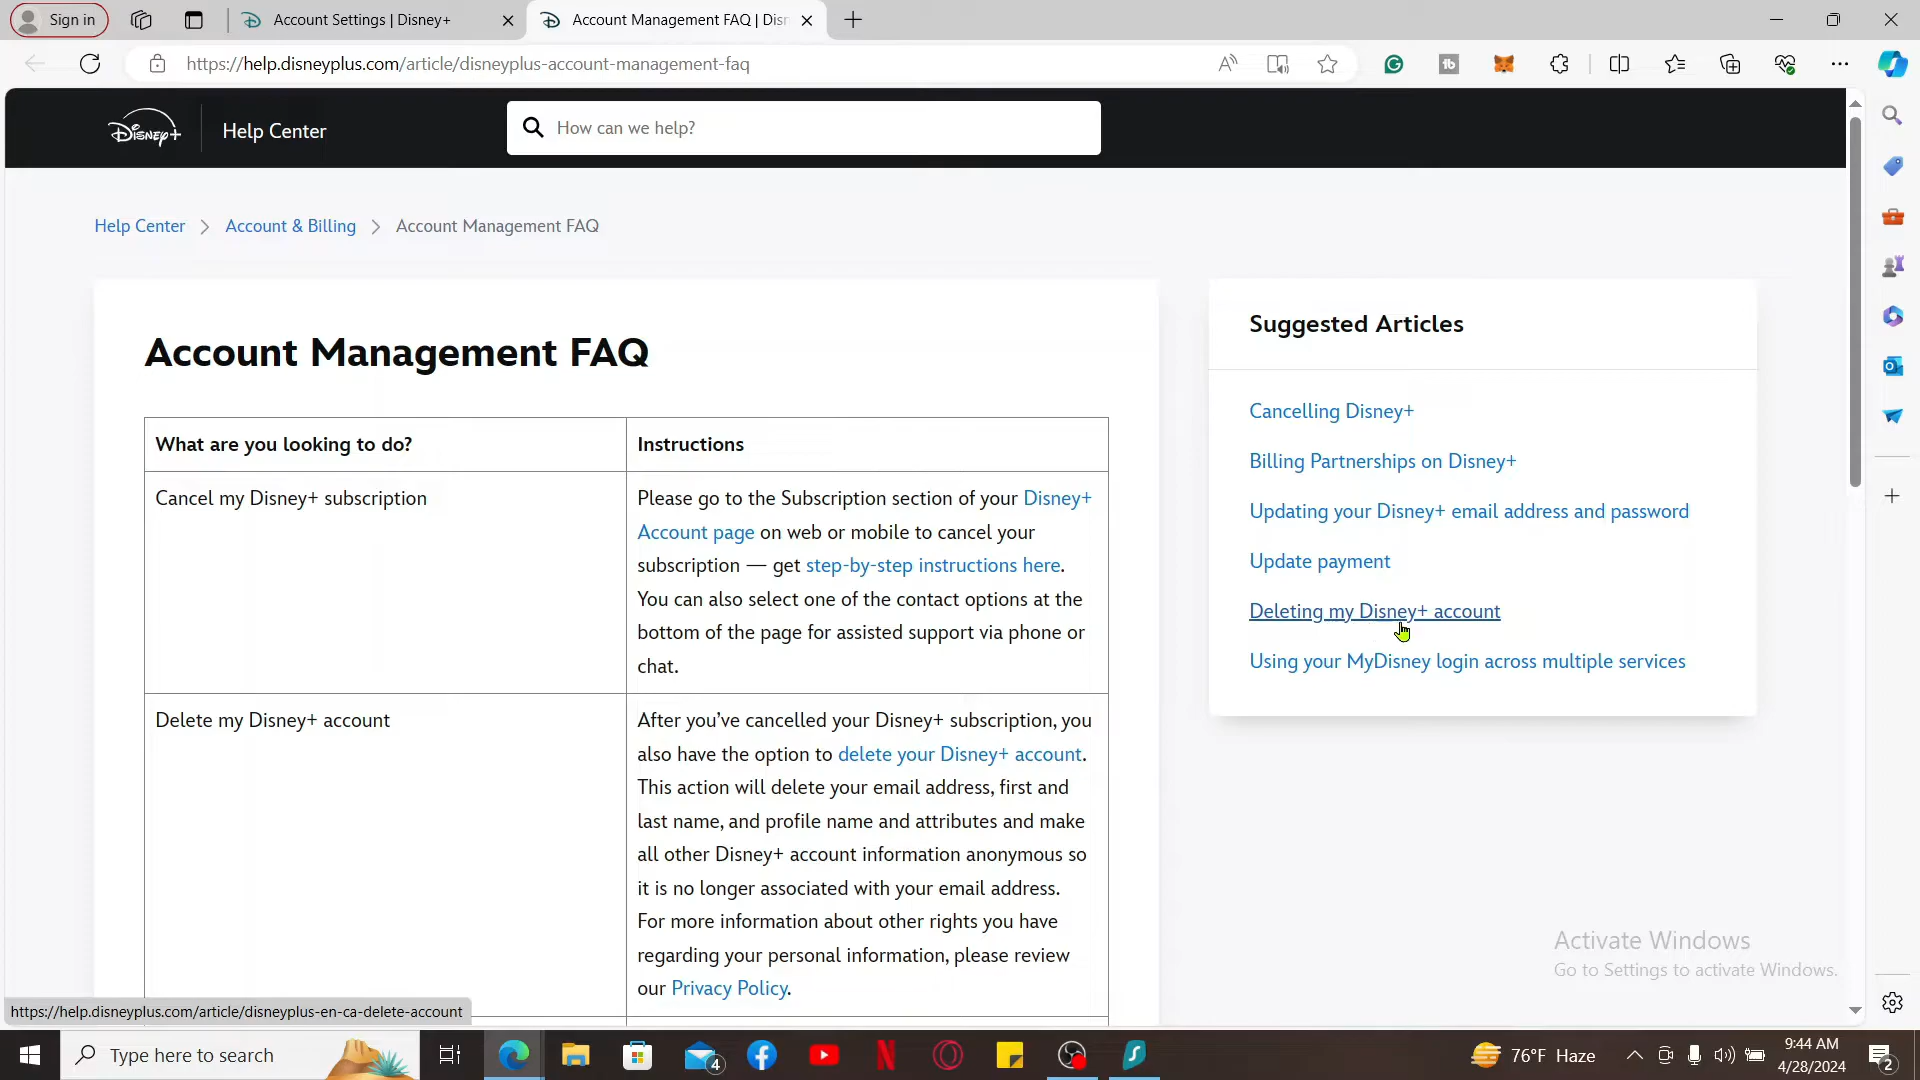 Sign in
Account Settings | Disney+
Account Management FAQ | Dis
https://help.disneyplus.com/article/disneyplus-account-management-faq
Disney+
Help Center
How can we help?
Help Center > Account & Billing > Account Management FAQ
Account Management FAQ
What are you looking to do?
Instructions
Cancel my Disney+ subscription
Please go to the Subscription section of your Disney+
Account page on web or mobile to cancel your
subscription — get step-by-step instructions here.
You can also select one of the contact options at the
bottom of the page for assisted support via phone or
chat.
Delete my Disney+ account
After you’ve cancelled your Disney+ subscription, you
also have the option to delete your Disney+ account.
This action will delete your email address, first and
last name, and profile name and attributes and make
all other Disney+ account information anonymous so
it is no longer associated with your email address.
For more information about other rights you have
regarding your personal information, please review
our Privacy Policy.
Suggested Articles
Cancelling Disney+
Billing Partnerships on Disney+
Updating your Disney+ email address and password
Update payment
Deleting my Disney+ account
Using your MyDisney login across multiple services
Activate Windows
Go to Settings to activate Windows.
https://help.disneyplus.com/article/disneyplus-en-ca-delete-account
Type here to search
4
76°F Haze
9:44 AM
4/28/2024
2